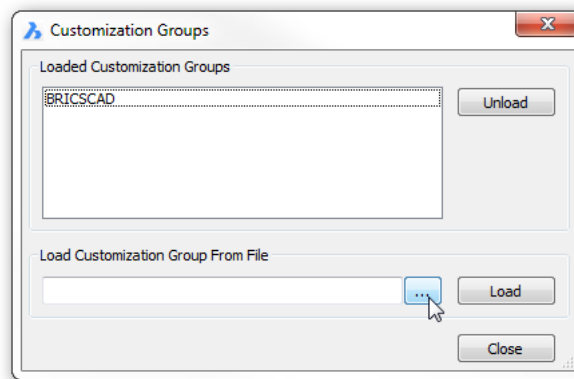 Customization Groups
Loaded Customization Groups
BRICSCAD
Unload
Load Customization Group From File
...
Load
Close